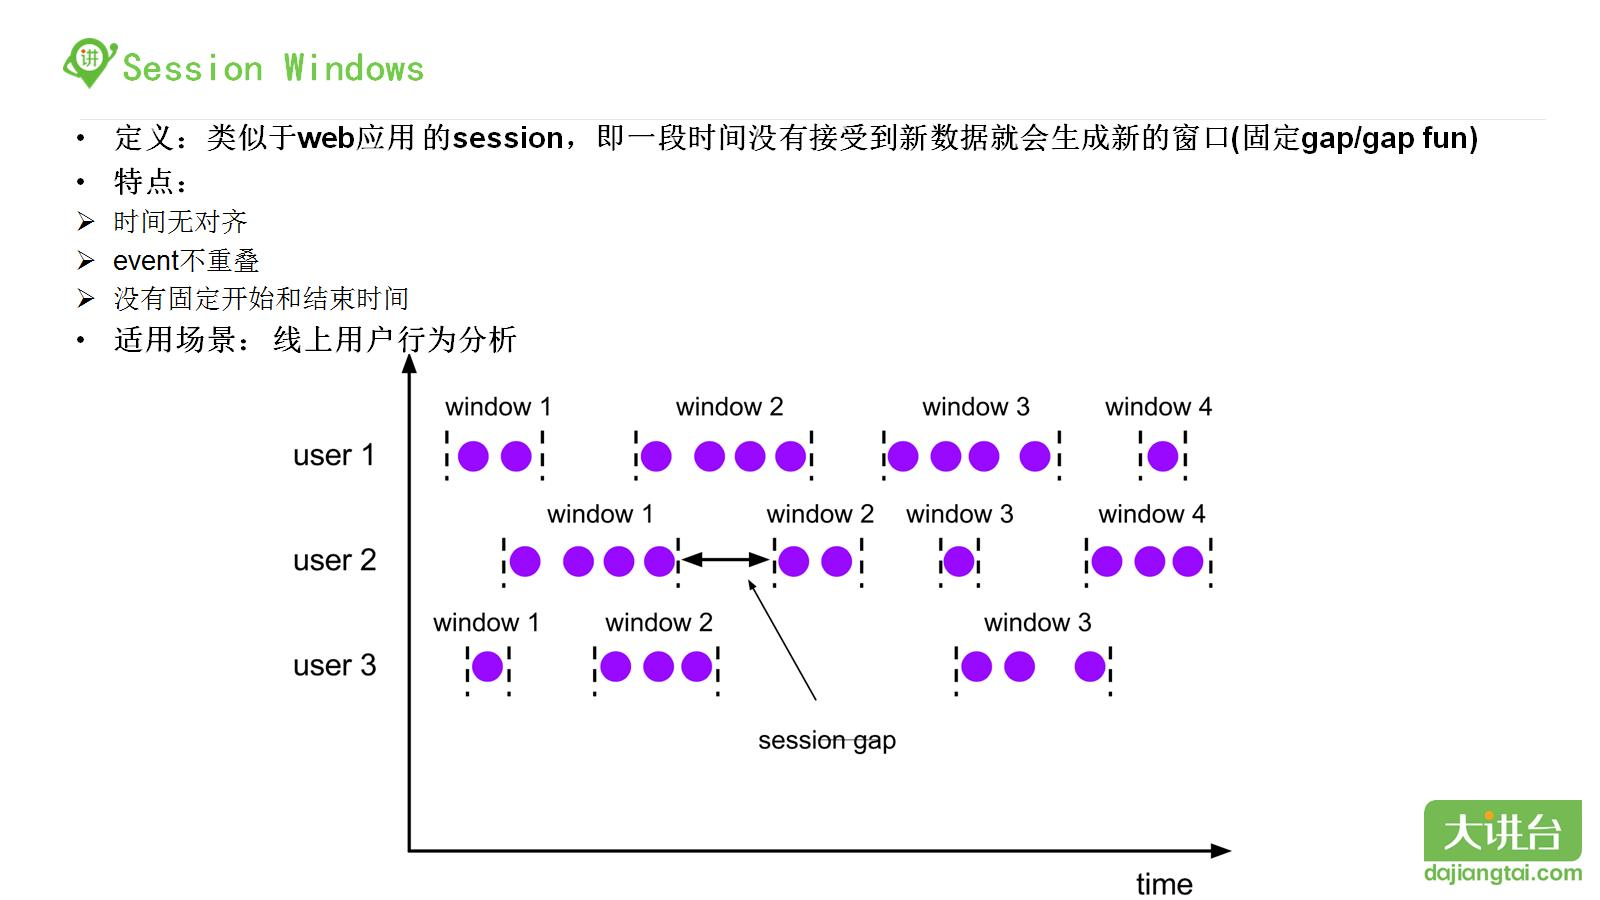 讲
Session Windows
• 定义：类似于web应用的session，即一段时间没有接受到新数据就会生成新的窗口(固定gap/gap fun)
• 特点：
➢ 时间无对齐
➢ event不重叠
➢ 没有固定开始和结束时间
• 适用场景：线上用户行为分析
window 1 window 2 window 3 window 4
user 1
window 1 window 2 window 3 window 4
user 2
window 1 window 2 window 3
user 3
session gap
time
大讲台
dajiangtai.com